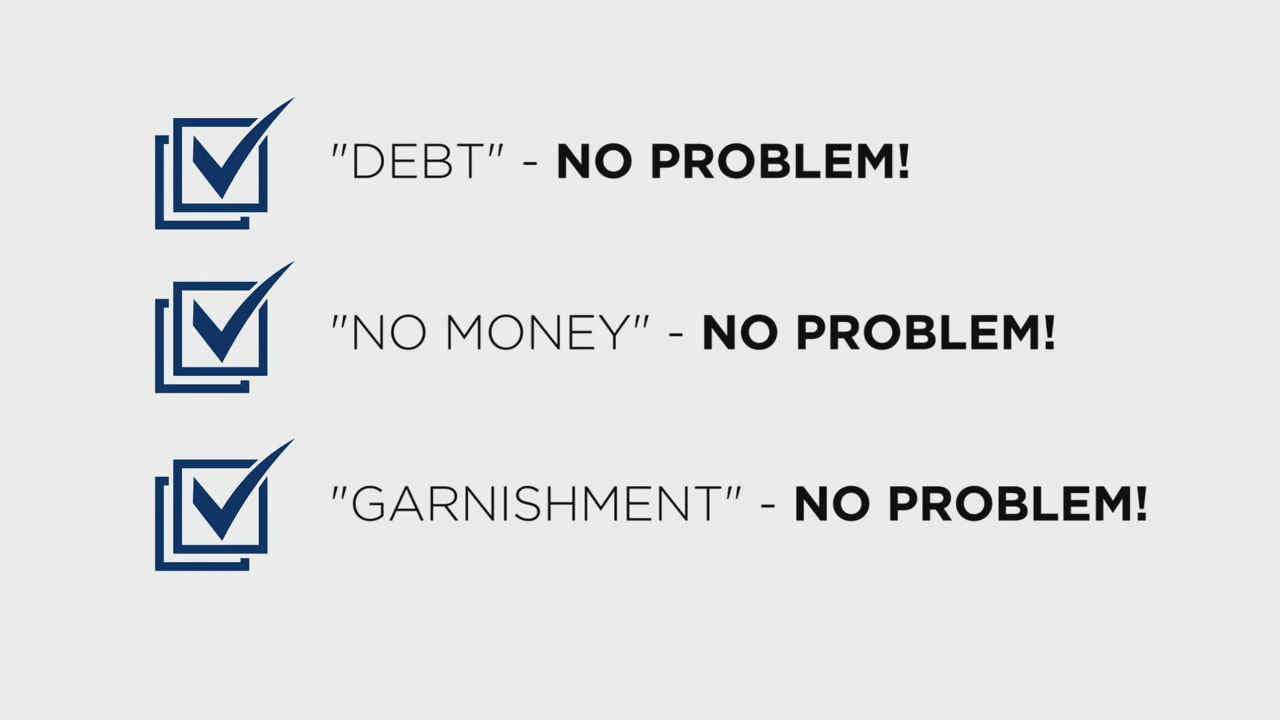 "DEBT" - NO PROBLEM!
"NO MONEY" - NO PROBLEM!
"GARNISHMENT" - NO PROBLEM!